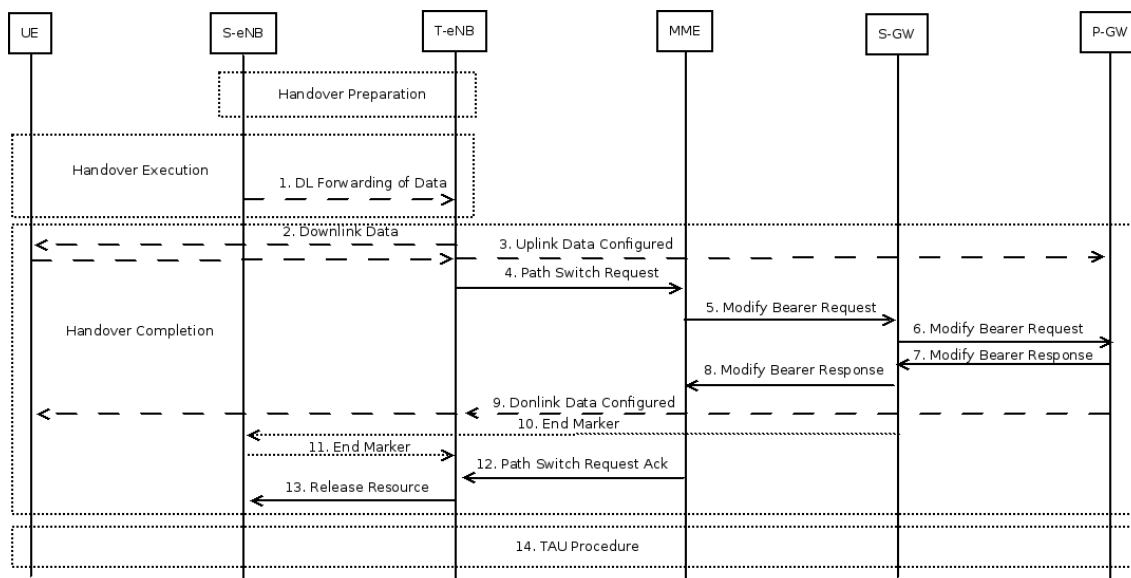 UE
S-eNB
T-eNB
MME
S-GW
P-GW
Handover Preparation
Handover Execution
1. DL Forwarding of Data
2. Downlink Data
3. Uplink Data Configured
4. Path Switch Request
5. Modify Bearer Request
Handover Completion
6. Modify Bearer Request
7. Modify Bearer Response
8. Modify Bearer Response
9. Donlink Data Configured
10. End Marker
11. End Marker
12. Path Switch Request Ack
13. Release Resource
14. TAU Procedure